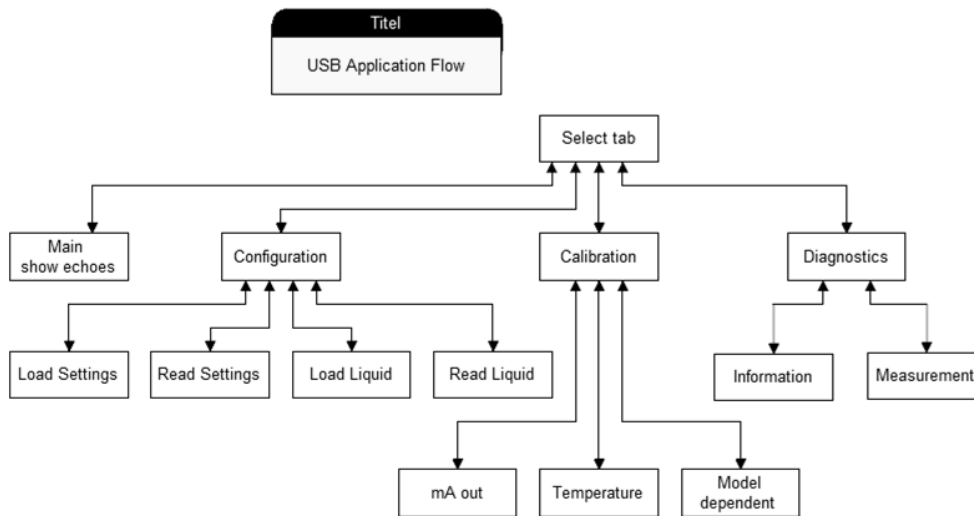 Titel
USB Application Flow
Select tab
Main
show echoes
Configuration
Calibration
Diagnostics
Load Settings
Read Settings
Load Liquid
Read Liquid
Information
Measurement
mA out
Temperature
Model
dependent